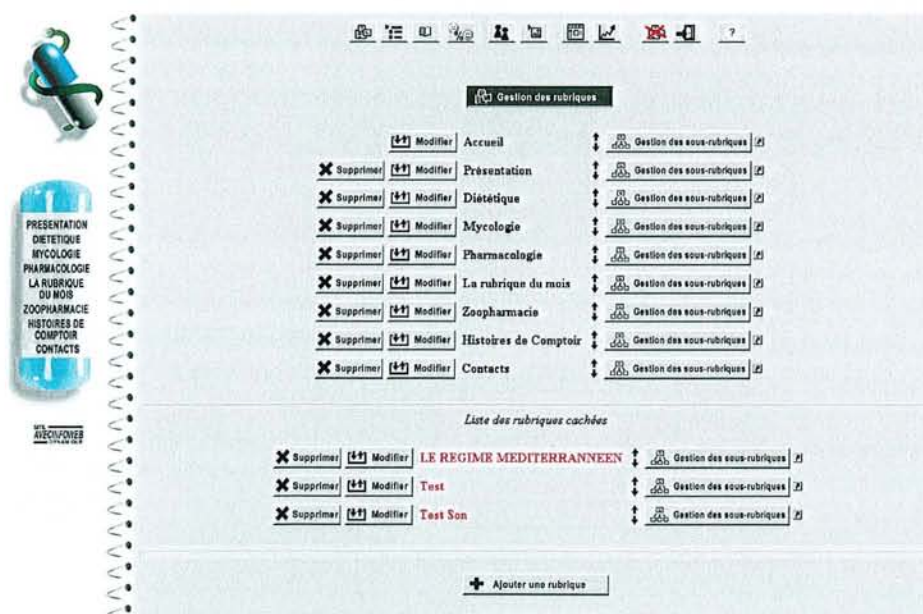 ?
Gestion des rubriques
Modifier Accueil Gestion des sous-rubriques
Supprimer Modifier Présentation Gestion des sous-rubriques
Supprimer Modifier Diététique Gestion des sous-rubriques
Supprimer Modifier Mycologie Gestion des sous-rubriques
Supprimer Modifier Pharmacologie Gestion des sous-rubriques
Supprimer Modifier La rubrique du mois Gestion des sous-rubriques
Supprimer Modifier Zoopharmacie Gestion des sous-rubriques
Supprimer Modifier Histoires de Comptoir Gestion des sous-rubriques
Supprimer Modifier Contacts Gestion des sous-rubriques
PRESENTATION
DIETETIQUE
MYCOLOGIE
PHARMACOLOGIE
LA RUBRIQUE
DU MOIS
ZOOPHARMACIE
HISTOIRES DE
COMPTOIR
CONTACTS
AVECINFOWEB
Liste des rubriques cachées
Supprimer Modifier LE REGIME MEDITERRANNEEN Gestion des sous-rubriques
Supprimer Modifier Test Gestion des sous-rubriques
Supprimer Modifier Test Son Gestion des sous-rubriques
Ajouter une rubrique